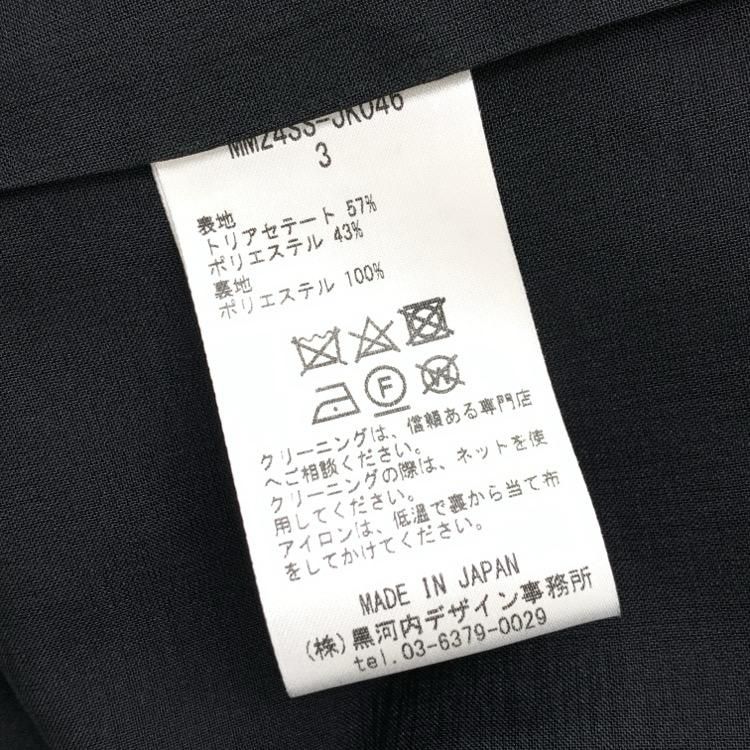 MM24SS-JK046
3
表地
トリアセテート 57%
ポリエステル 43%
裏地
ポリエステル 100%
F
W
クリーニングは、信頼ある専門店
へご相談ください。
クリーニングの際は、ネットを使
用してください。
アイロンは、低温で裏から当て布
をしてかけてください。
MADE IN JAPAN
(株)黒河内デザイン事務所
tel.03-6379-0029